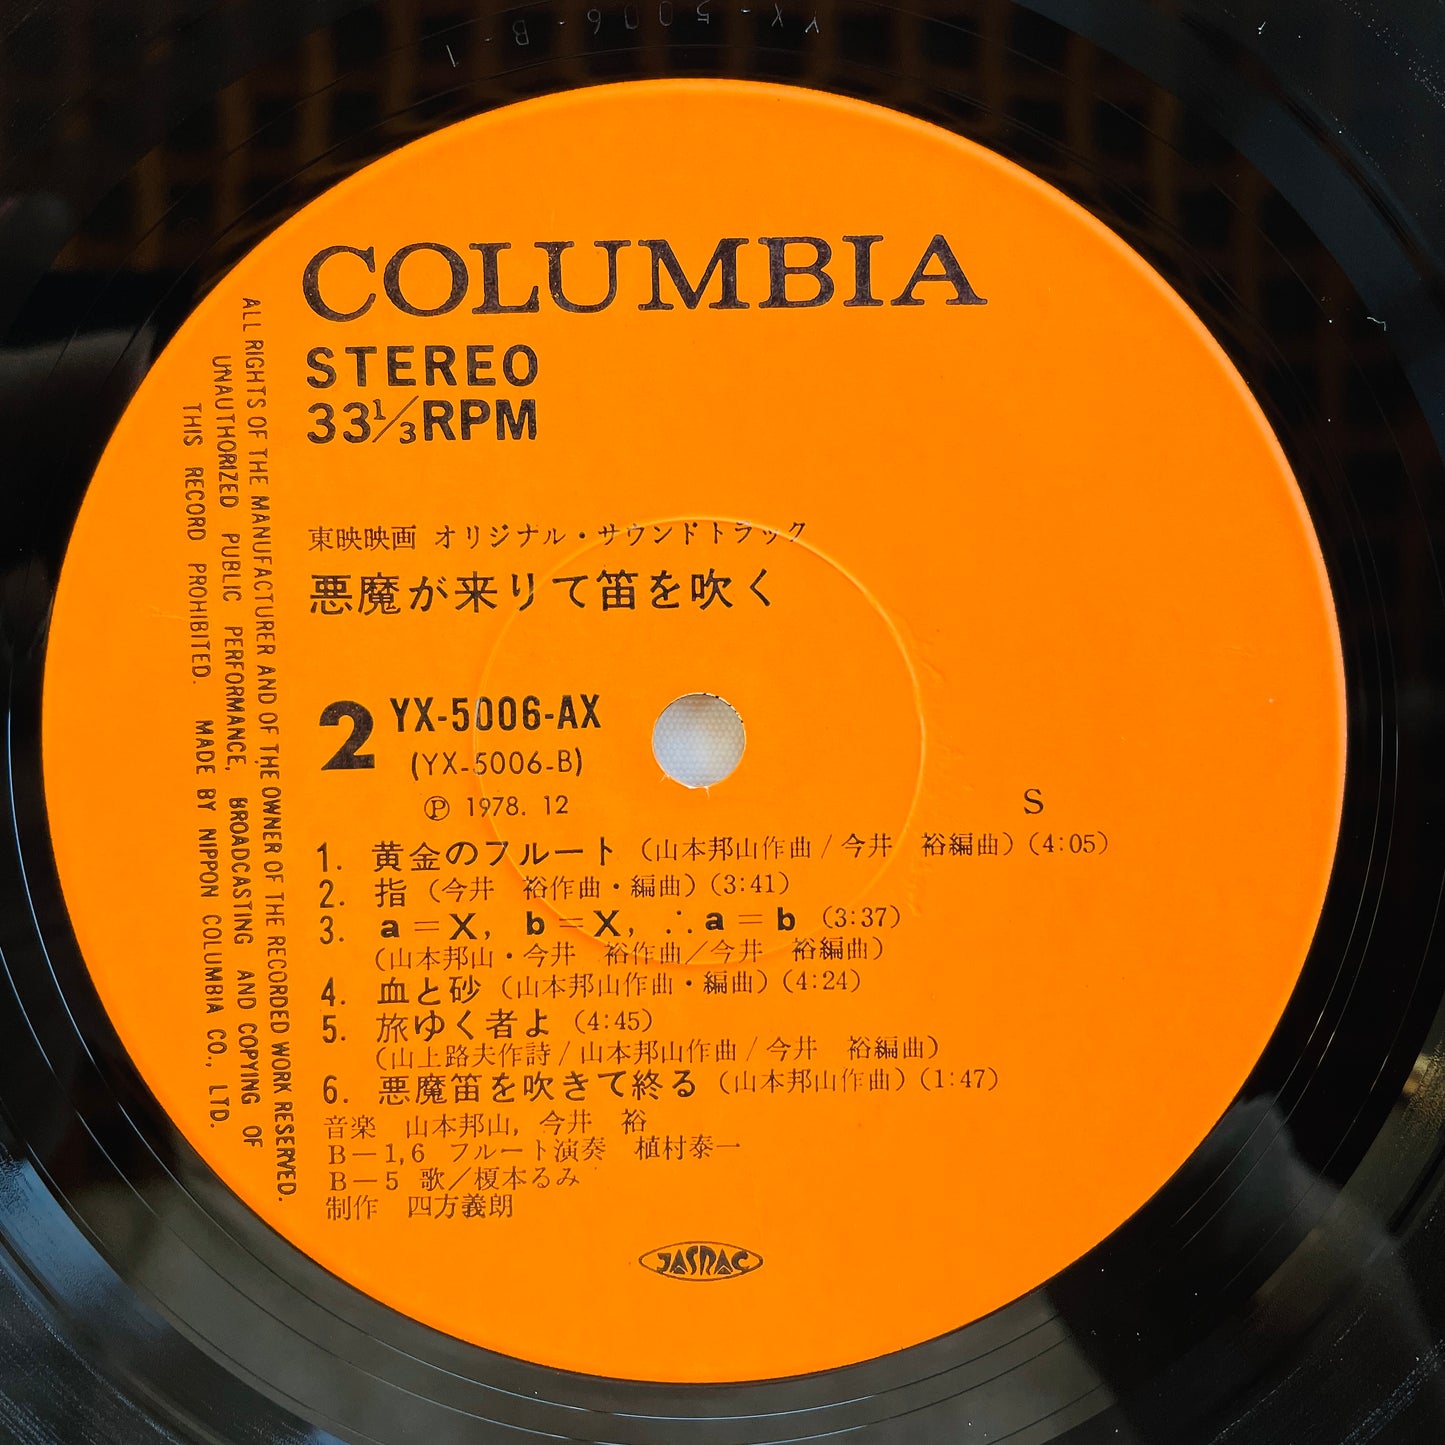 YX-5006B-1
COLUMBIA
STEREO
33 1/3 RPM
東映映画 オリジナル・サウンドトラック
悪魔が来りて笛を吹く
2 YX-5006-AX
(YX-5006-B)
Ⓟ 1978. 12
S
1. 黄金のフルート (山本邦山作曲/今井 裕編曲) (4:05)
2. 指 (今井 裕作曲・編曲) (3:41)
3. a=X, b=X, ∴a=b (3:37)
(山本邦山・今井 裕作曲/今井 裕編曲)
4. 血と砂 (山本邦山作曲・編曲) (4:24)
5. 旅ゆく者よ (4:45)
(山上路夫作詩/山本邦山作曲/今井 裕編曲)
6. 悪魔笛を吹きて終る (山本邦山作曲) (1:47)
音楽 山本邦山, 今井 裕
B-1,6 フルート演奏 植村泰一
B-5 歌/榎本るみ
制作 四方義朗
JASRAC
ALL RIGHTS OF THE MANUFACTURER AND OF THE OWNER OF THE RECORDED WORK RESERVED.
UNAUTHORIZED PUBLIC PERFORMANCE, BROADCASTING AND COPYING OF
THIS RECORD PROHIBITED. MADE BY NIPPON COLUMBIA CO., LTD.